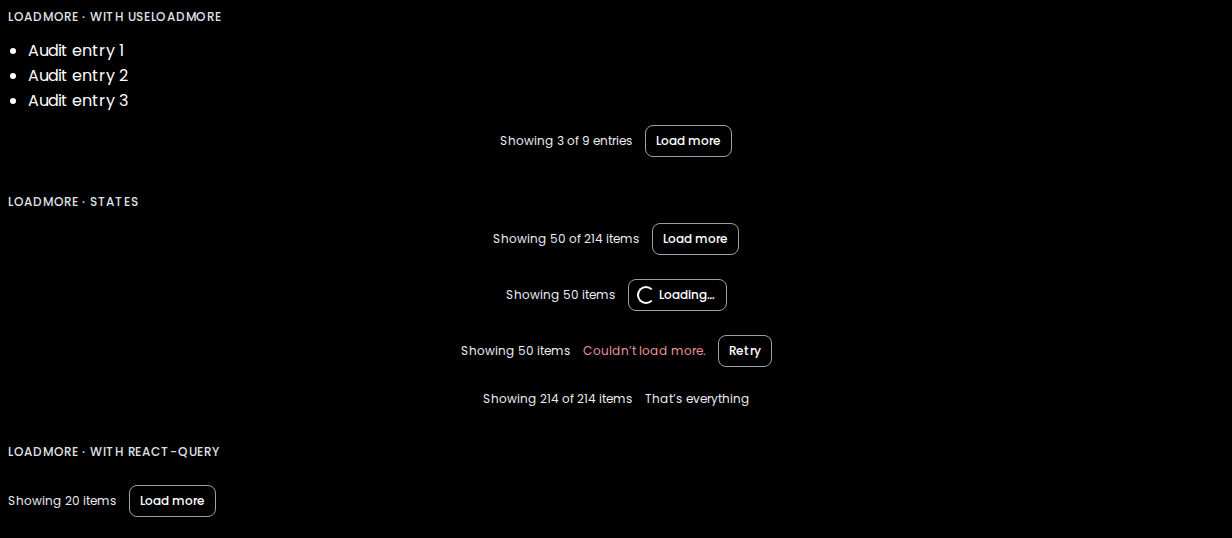 LOADMORE · WITH USELOADMORE
Audit entry 1
Audit entry 2
Audit entry 3
Showing 3 of 9 entries Load more
LOADMORE · STATES
Showing 50 of 214 items Load more
Showing 50 items Loading…
Showing 50 items Couldn’t load more. Retry
Showing 214 of 214 items That’s everything
LOADMORE · WITH REACT-QUERY
Showing 20 items Load more